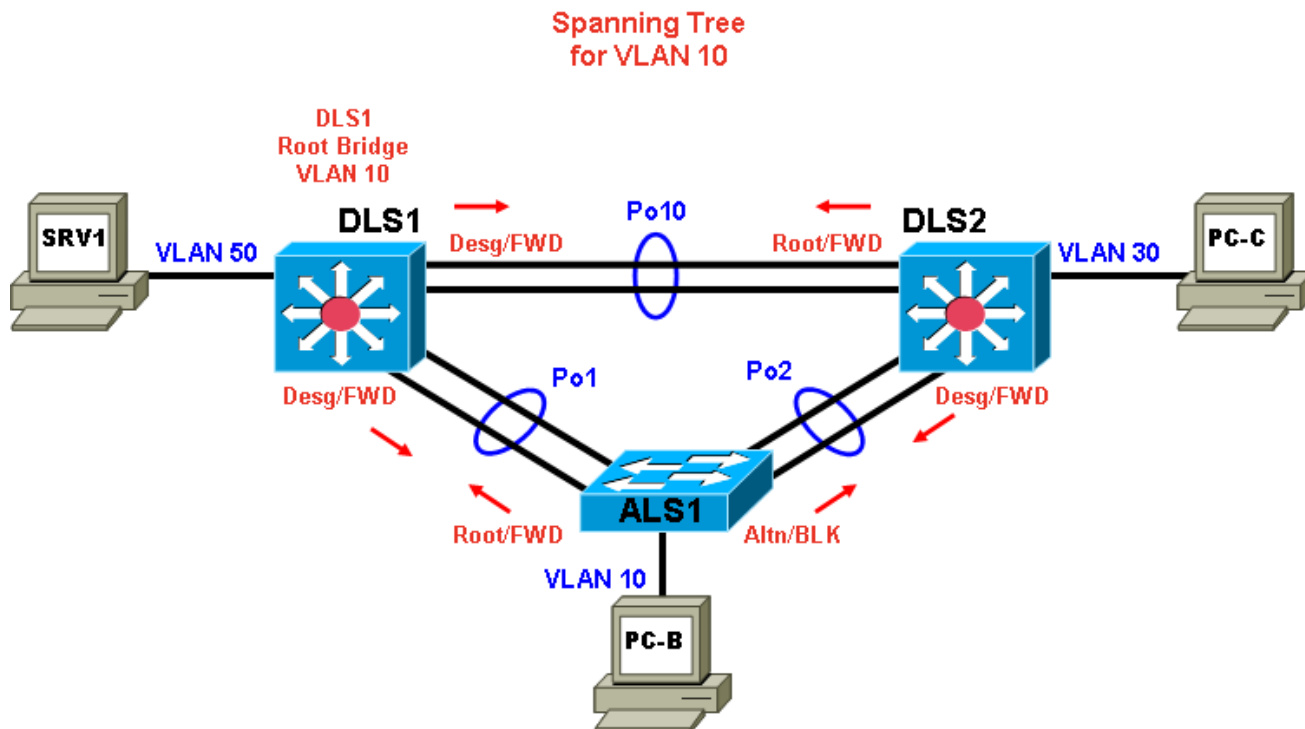 Spanning Tree
for VLAN 10
DLS1
Root Bridge
VLAN 10
DLS1
Po10
DLS2
SRV1
VLAN 50
Desg/FWD
Root/FWD
VLAN 30
PC-C
Desg/FWD
Po1
Po2
Desg/FWD
ALS1
Root/FWD
Altn/BLK
VLAN 10
PC-B